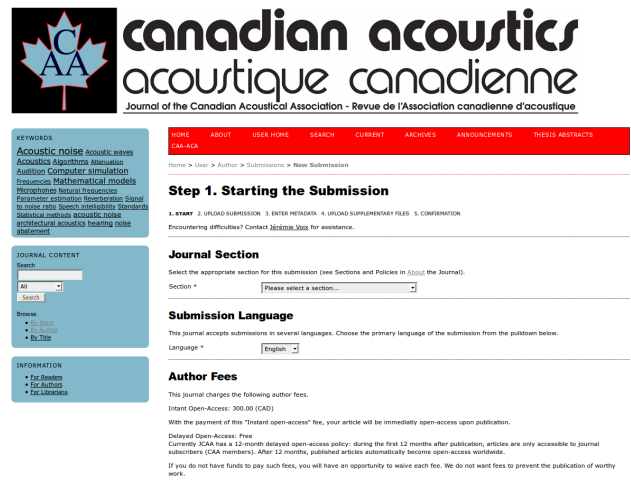 CAA
canadian acoustics
acoustique canadienne
Journal of the Canadian Acoustical Association - Revue de l'Association canadienne d'acoustique
KEYWORDS
Acoustic noise Acoustic waves
Acoustics Algorithms Attenuation
Audition Computer simulation
Frequencies Mathematical models
Microphones Natural frequencies
Parameter estimation Reverberation Signal
to noise ratio Speech intelligibility Standards
Statistical methods acoustic noise
architectural acoustics hearing noise
abatement
JOURNAL CONTENT
Search
All
Search
Browse
By Issue
By Author
By Title
INFORMATION
For Readers
For Authors
For Librarians
HOME ABOUT USER HOME SEARCH CURRENT ARCHIVES ANNOUNCEMENTS THESIS ABSTRACTS
CAA-ACA
Home > User > Author > Submissions > New Submission
Step 1. Starting the Submission
1. START 2. UPLOAD SUBMISSION 3. ENTER METADATA 4. UPLOAD SUPPLEMENTARY FILES 5. CONFIRMATION
Encountering difficulties? Contact Jérémie Voix for assistance.
Journal Section
Select the appropriate section for this submission (see Sections and Policies in About the Journal).
Section * Please select a section...
Submission Language
This journal accepts submissions in several languages. Choose the primary language of the submission from the pulldown below.
Language * English
Author Fees
This journal charges the following author fees.
Intant Open-Access: 300.00 (CAD)
With the payment of this "Instant open-access" fee, your article will be immediatly open-access upon publication.
Delayed Open-Access: Free
Currently JCAA has a 12-month delayed open-access policy: during the first 12 months after publication, articles are only accessible to journal
subscribers (CAA members). After 12 months, published articles automatically become open-access worldwide.
If you do not have funds to pay such fees, you will have an opportunity to waive each fee. We do not want fees to prevent the publication of worthy
work.